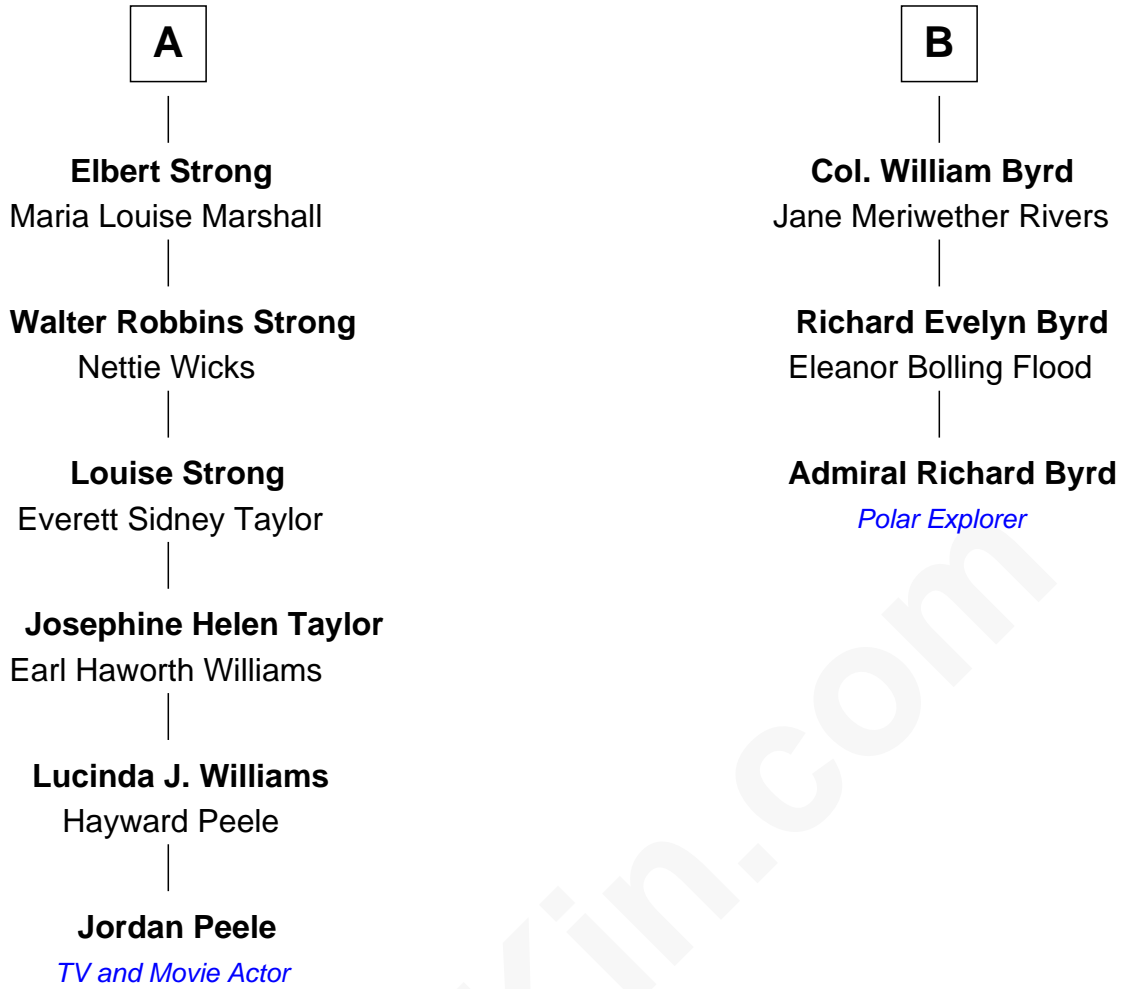 A
Elbert Strong
Maria Louise Marshall
Walter Robbins Strong
Nettie Wicks
Louise Strong
Everett Sidney Taylor
Josephine Helen Taylor
Earl Haworth Williams
Lucinda J. Williams
Hayward Peele
Jordan Peele
TV and Movie Actor
B
Col. William Byrd
Jane Meriwether Rivers
Richard Evelyn Byrd
Eleanor Bolling Flood
Admiral Richard Byrd
Polar Explorer
Kin.com